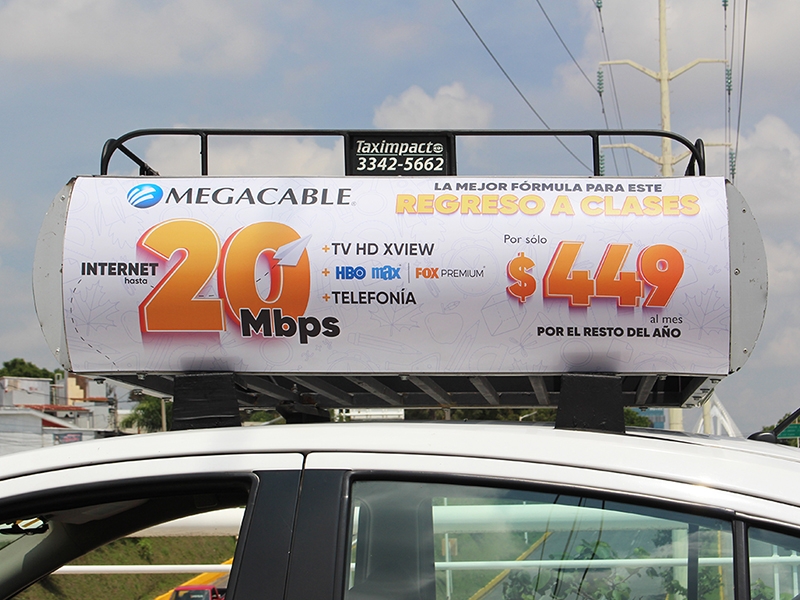 Taximpacto
3342-5662
MEGACABLE
INTERNET
hasta
20
Mbps
+TV HD XVIEW
+ HBO max | FOX PREMIUM
+TELEFONÍA
LA MEJOR FÓRMULA PARA ESTE
REGRESO A CLASES
Por sólo
$449
al mes
POR EL RESTO DEL AÑO